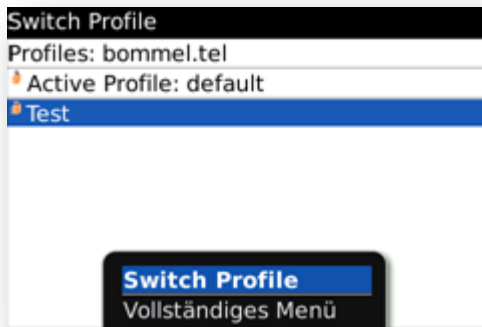 Switch Profile
Profiles: bommel.tel
Active Profile: default
Test
Switch Profile
Vollständiges Menü